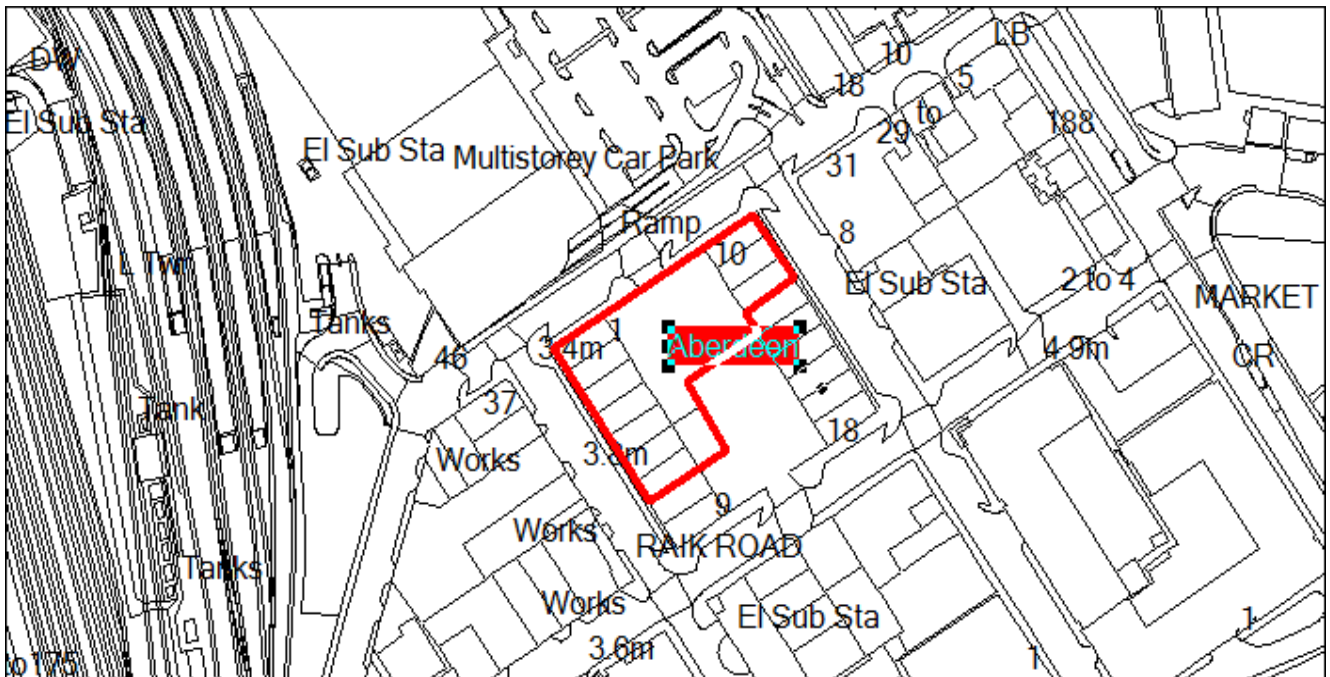 LB
DW
10
5
18
to
El Sub Sta
188
29
El Sub Sta
Multistorey Car Park
31
Ramp
8
10
L Twr
El Sub Sta
2 to 4
MARKET
Tanks
1
1
3.4m
Aberdeen
4.9m
46
CR
37
Tank
18
3.8m
Works
9
Works
RAIK ROAD
Tanks
Works
El Sub Sta
1
3.6m
1
to 175